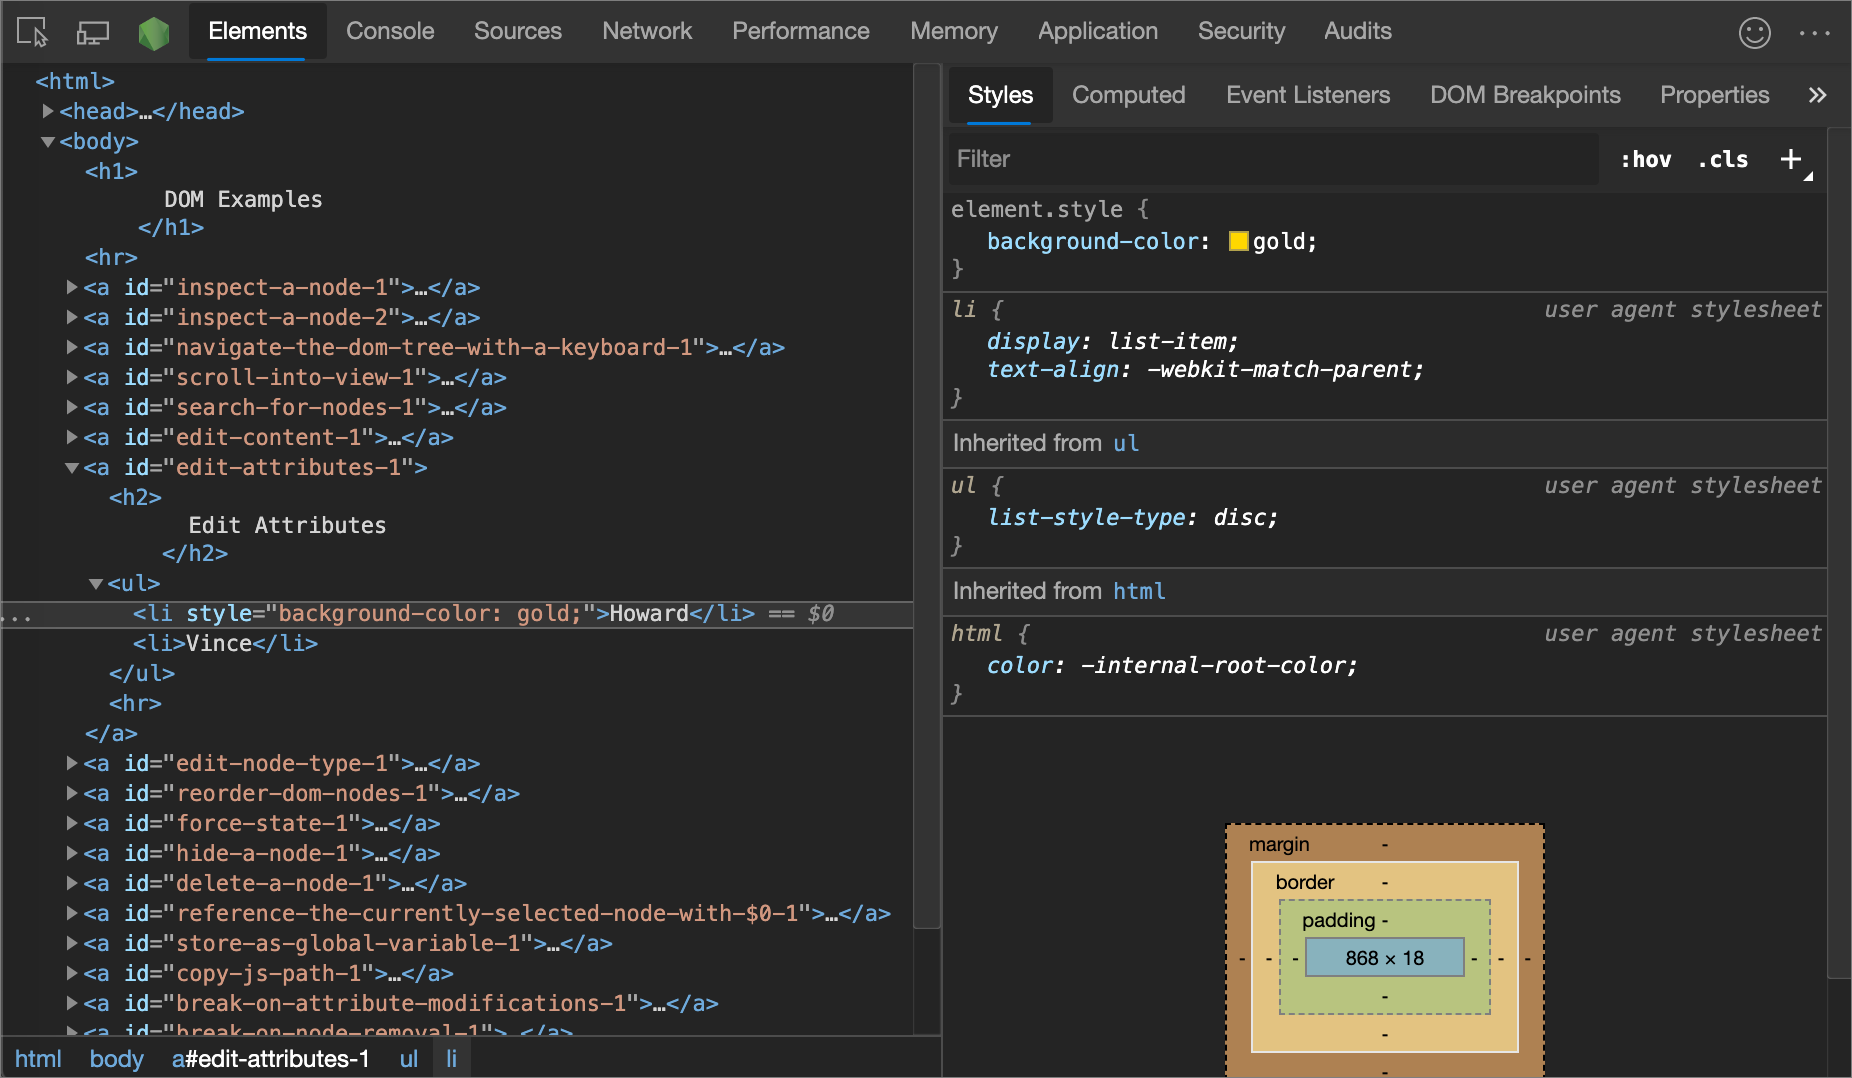 Elements Console Sources Network Performance Memory Application Security Audits
<html>
<head>…</head>
<body>
<h1>
DOM Examples
</h1>
<hr>
<a id="inspect-a-node-1">…</a>
<a id="inspect-a-node-2">…</a>
<a id="navigate-the-dom-tree-with-a-keyboard-1">…</a>
<a id="scroll-into-view-1">…</a>
<a id="search-for-nodes-1">…</a>
<a id="edit-content-1">…</a>
<a id="edit-attributes-1">
<h2>
Edit Attributes
</h2>
<ul>
... <li style="background-color: gold;">Howard</li> == $0
<li>Vince</li>
</ul>
<hr>
</a>
<a id="edit-node-type-1">…</a>
<a id="reorder-dom-nodes-1">…</a>
<a id="force-state-1">…</a>
<a id="hide-a-node-1">…</a>
<a id="delete-a-node-1">…</a>
<a id="reference-the-currently-selected-node-with-$0-1">…</a>
<a id="store-as-global-variable-1">…</a>
<a id="copy-js-path-1">…</a>
<a id="break-on-attribute-modifications-1">…</a>
<a id="break-on-node-removal-1">…</a>
html body a#edit-attributes-1 ul li
Styles Computed Event Listeners DOM Breakpoints Properties »
Filter :hov .cls +
element.style {
background-color: gold;
}
li { user agent stylesheet
display: list-item;
text-align: -webkit-match-parent;
}
Inherited from ul
ul { user agent stylesheet
list-style-type: disc;
}
Inherited from html
html { user agent stylesheet
color: -internal-root-color;
}
margin -
border -
padding -
- - - 868 × 18 - - -
-
-
-